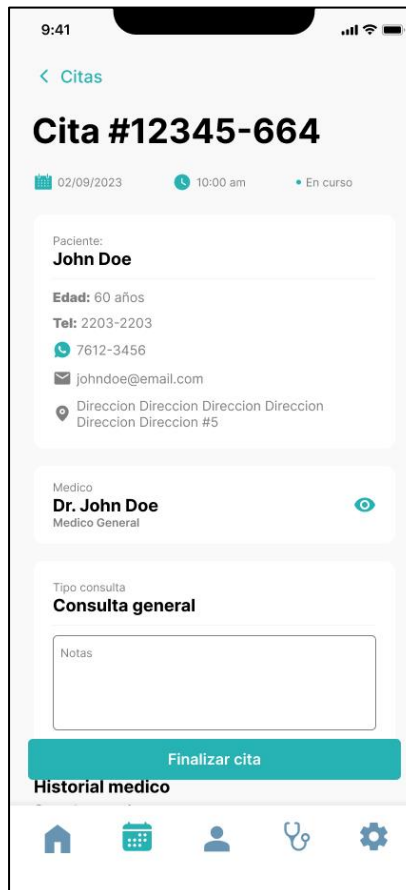 9:41
Citas
Cita #12345-664
02/09/2023 10:00 am • En curso
Paciente:
John Doe
Edad: 60 años
Tel: 2203-2203
7612-3456
johndoe@email.com
Direccion Direccion Direccion Direccion
Direccion Direccion #5
Medico
Dr. John Doe
Medico General
Tipo consulta
Consulta general
Notas
Finalizar cita
Historial medico